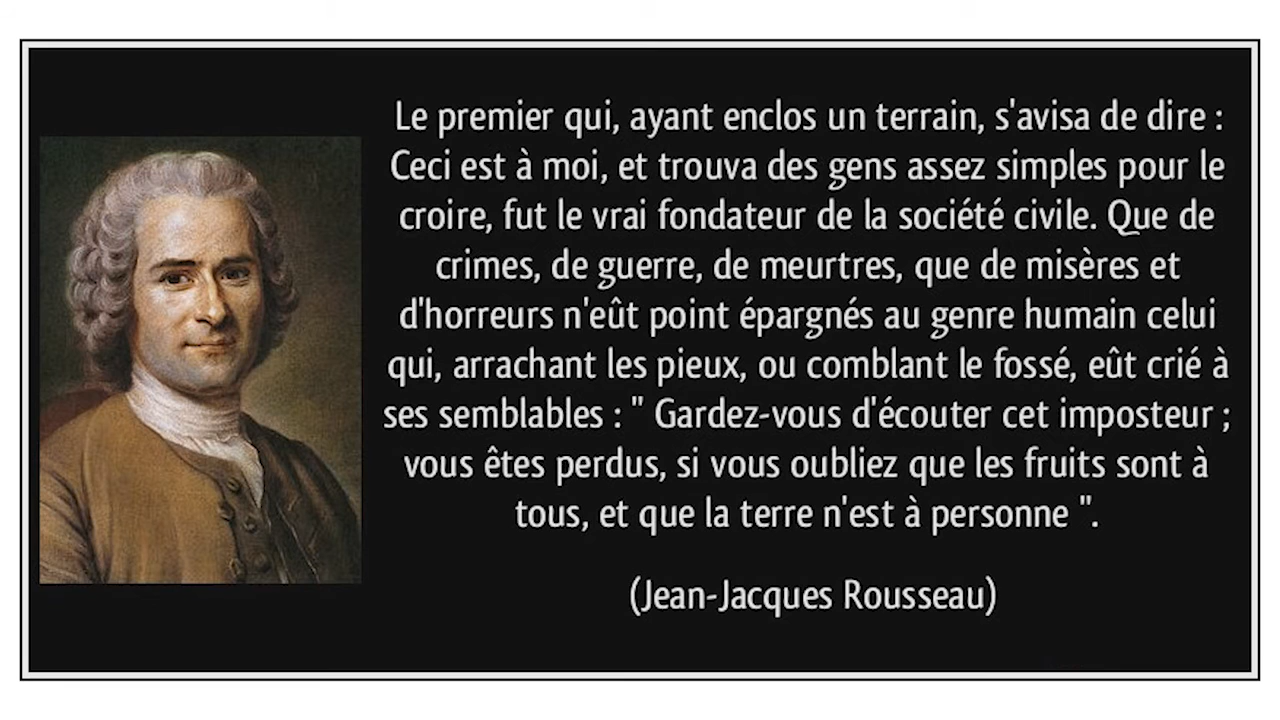 Le premier qui, ayant enclos un terrain, s'avisa de dire :
Ceci est à moi, et trouva des gens assez simples pour le
croire, fut le vrai fondateur de la société civile. Que de
crimes, de guerre, de meurtres, que de misères et
d'horreurs n'eût point épargnés au genre humain celui
qui, arrachant les pieux, ou comblant le fossé, eût crié à
ses semblables : " Gardez-vous d'écouter cet imposteur ;
vous êtes perdus, si vous oubliez que les fruits sont à
tous, et que la terre n'est à personne ".
(Jean-Jacques Rousseau)